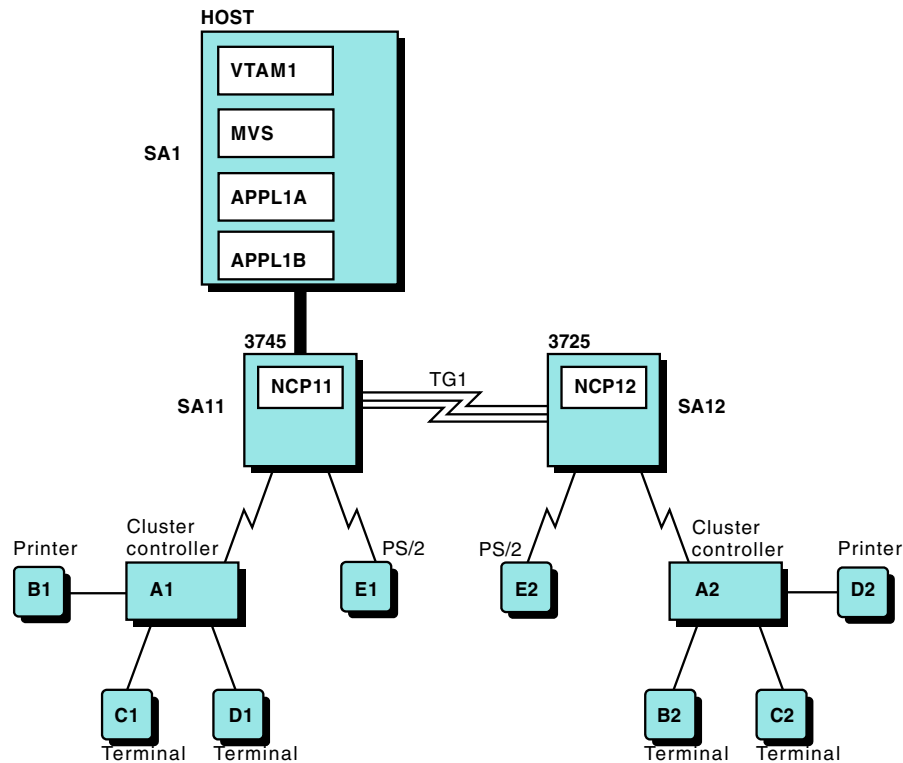 HOST
VTAM1
MVS
SA1
APPL1A
APPL1B
3745
3725
NCP11
TG1
NCP12
SA11
SA12
Cluster
controller
Printer
PS/2
PS/2
Cluster
controller
Printer
B1
A1
E1
E2
A2
D2
C1
D1
B2
C2
Terminal
Terminal
Terminal
Terminal